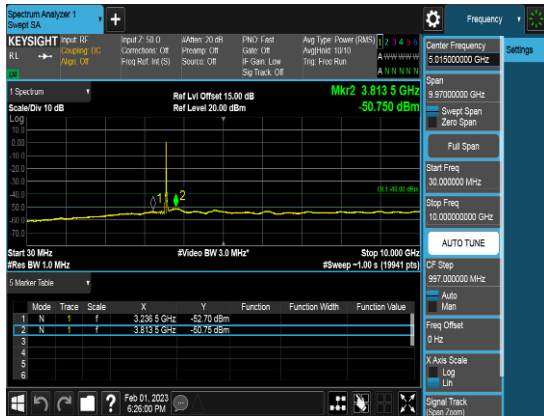 Spectrum Analyzer 1
Swept SA
+
Frequency
KEYSIGHT
RL
Input: RF
Coupling: DC
Align: Off
Input Z: 50 Ω
Corrections: Off
Freq Ref: Int (S)
#Atten: 20 dB
Preamp: Off
Source: Off
PNO: Fast
Gate: Off
IF Gain: Low
Sig Track: Off
Avg Type: Power (RMS)
Avg|Hold: 10/10
Trig: Free Run
1 2 3 4 5 6
A W W W W W
A N N N N N
Center Frequency
5.015000000 GHz
Settings
Span
9.97000000 GHz
Swept Span
Zero Span
Full Span
Start Freq
30.000000 MHz
Stop Freq
10.000000000 GHz
AUTO TUNE
CF Step
997.000000 MHz
Auto
Man
Freq Offset
0 Hz
X Axis Scale
Log
Lin
Signal Track
(Span Zoom)
1 Spectrum
Scale/Div 10 dB
Ref Lvl Offset 15.00 dB
Ref Level 20.00 dBm
Mkr2 3.813 5 GHz
-50.750 dBm
Log
10.0
0.00
-10.0
-20.0
-30.0
-40.0
-50.0
-60.0
-70.0
1
2
DL1 -40.00 dBm
Start 30 MHz
#Res BW 1.0 MHz
#Video BW 3.0 MHz*
Stop 10.000 GHz
#Sweep ~1.00 s (19941 pts)
5 Marker Table
Mode Trace Scale X Y Function Function Width Function Value
1 N 1 f 3.236 5 GHz -52.70 dBm
2 N 1 f 3.813 5 GHz -50.75 dBm
3
4
5
6
?
Feb 01, 2023
6:26:00 PM